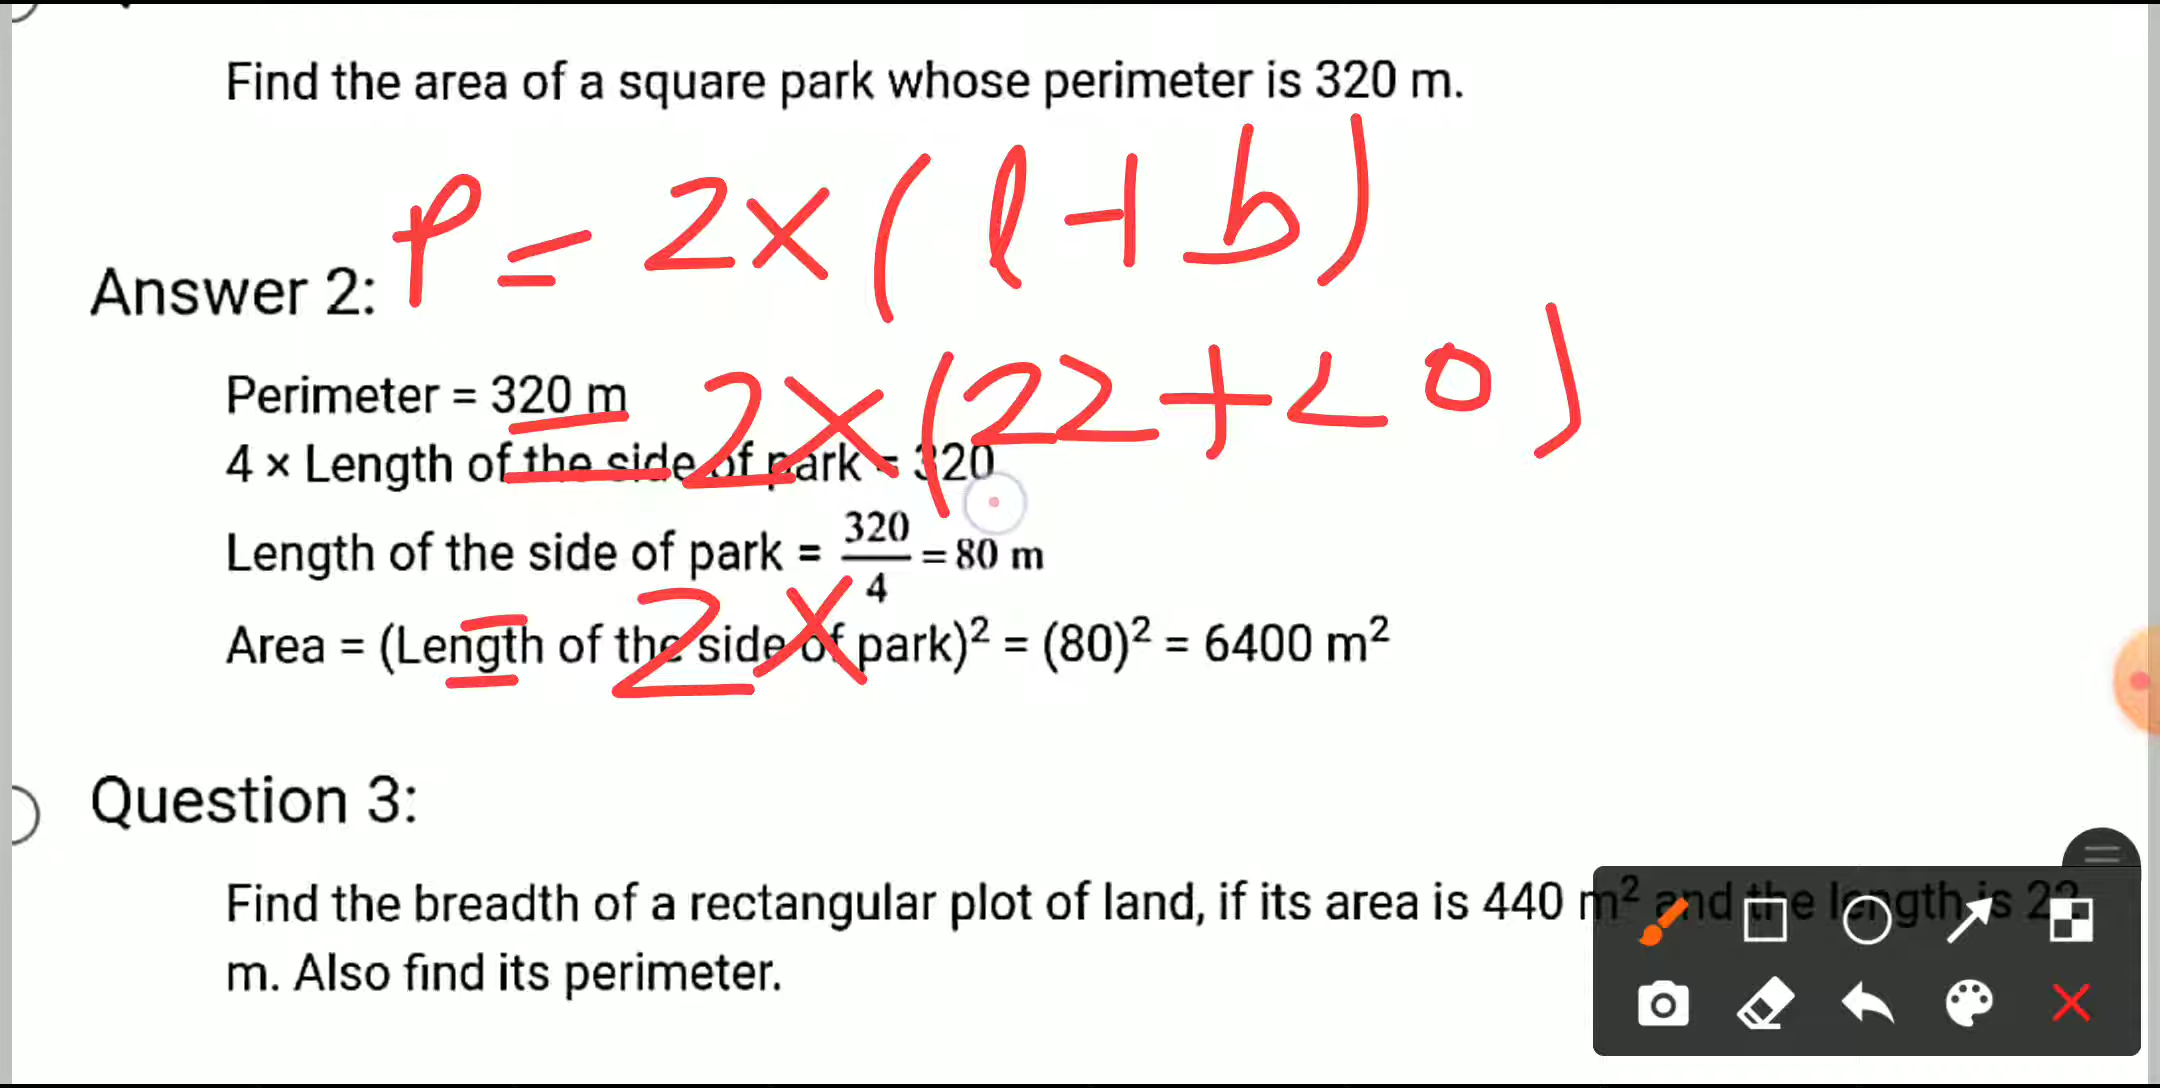 Find the area of a square park whose perimeter is 320 m.
P = 2 × ( l + b )
Answer 2:
Perimeter = 320 m
= 2 × ( 22 + 20 )
4 × Length of the side of park = 320
Length of the side of park = 320/4 = 80 m
= 2 ×
Area = (Length of the side of park)² = (80)² = 6400 m²
Question 3:
Find the breadth of a rectangular plot of land, if its area is 440 m² and the length is 22
m. Also find its perimeter.